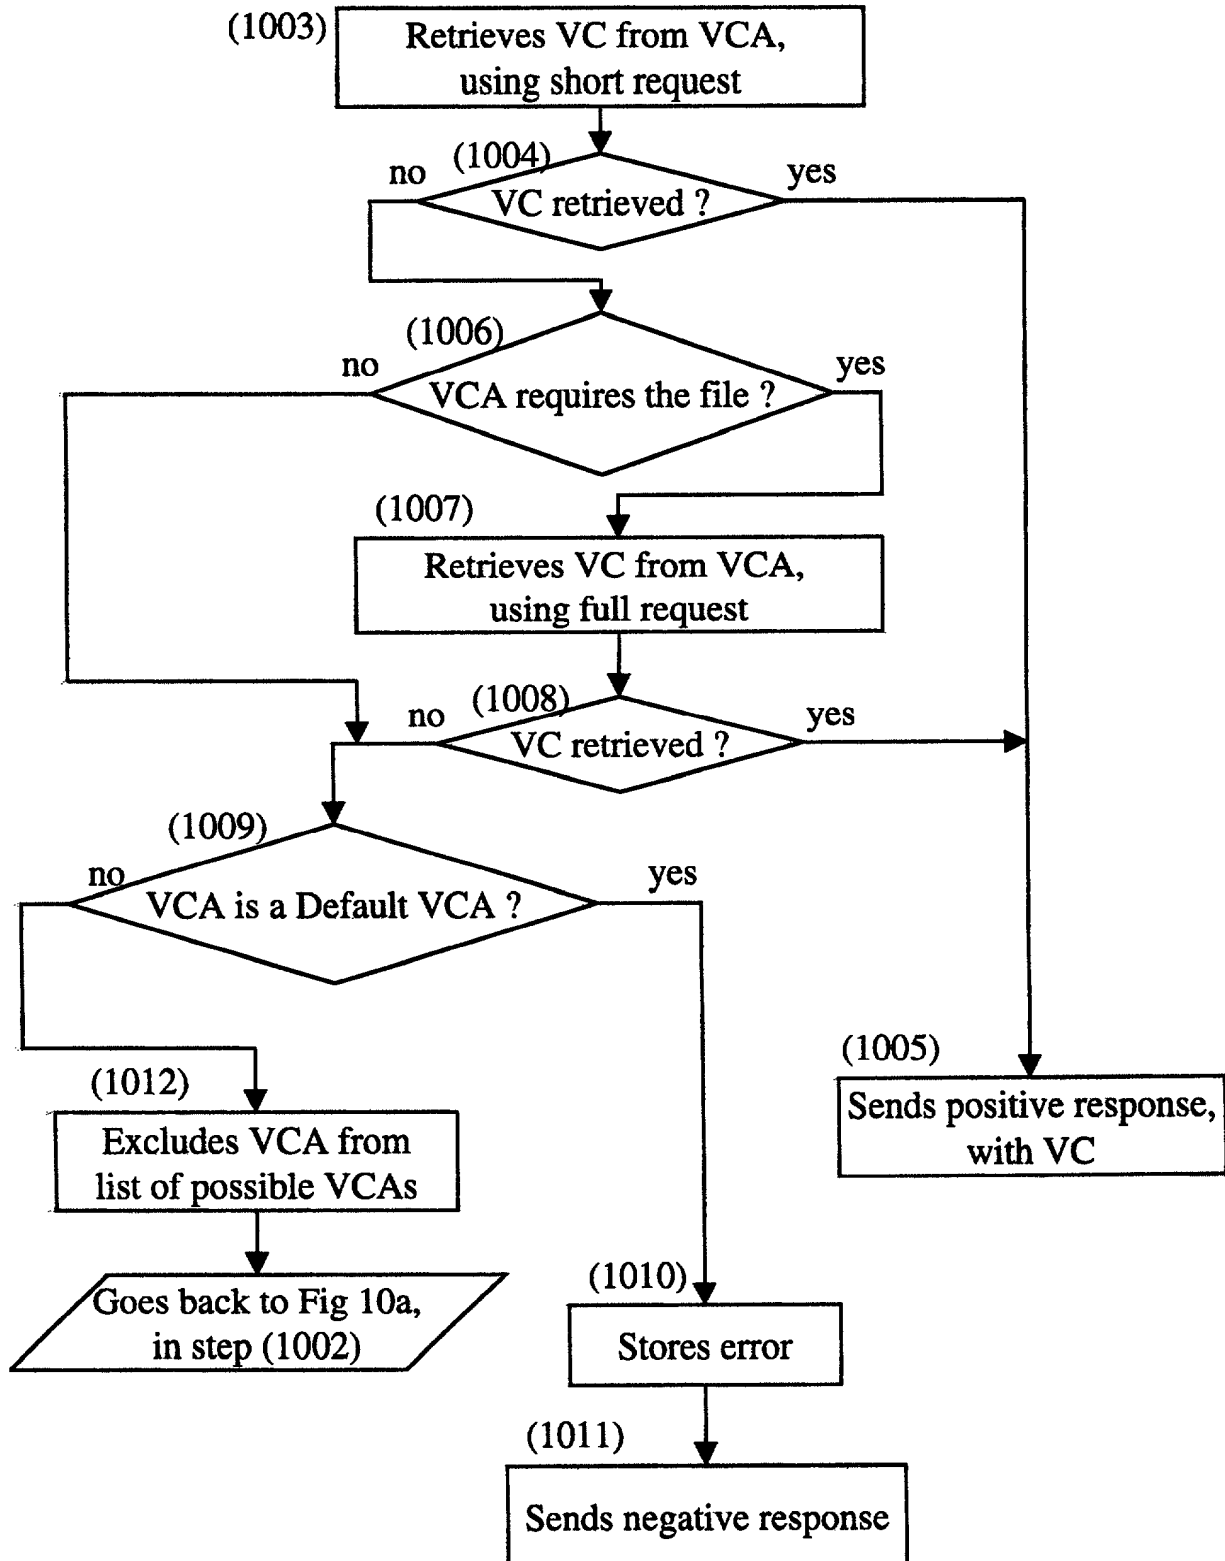 (1003)
Retrieves VC from VCA,
using short request
(1004)
no
yes
VC retrieved ?
(1006)
no
yes
VCA requires the file ?
(1007)
Retrieves VC from VCA,
using full request
(1008)
no
yes
VC retrieved ?
(1009)
no
yes
VCA is a Default VCA ?
(1005)
Sends positive response,
with VC
(1012)
Excludes VCA from
list of possible VCAs
Goes back to Fig 10a,
in step (1002)
(1010)
Stores error
(1011)
Sends negative response